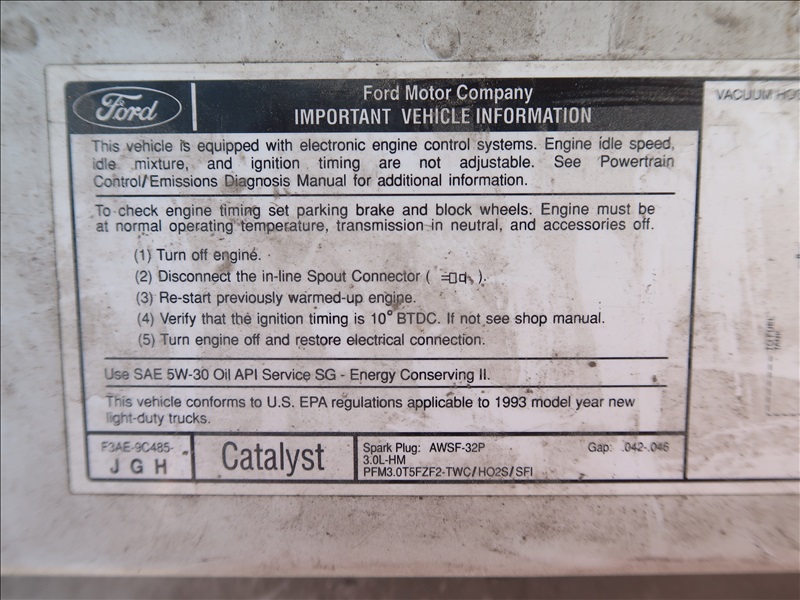 Ford
Ford Motor Company
IMPORTANT VEHICLE INFORMATION
This vehicle is equipped with electronic engine control systems. Engine idle speed,
idle mixture, and ignition timing are not adjustable. See Powertrain
Control/Emissions Diagnosis Manual for additional information.
To check engine timing set parking brake and block wheels. Engine must be
at normal operating temperature, transmission in neutral, and accessories off.
(1) Turn off engine.
(2) Disconnect the in-line Spout Connector ( ).
(3) Re-start previously warmed-up engine.
(4) Verify that the ignition timing is 10° BTDC. If not see shop manual.
(5) Turn engine off and restore electrical connection.
Use SAE 5W-30 Oil API Service SG - Energy Conserving II.
This vehicle conforms to U.S. EPA regulations applicable to 1993 model year new
light-duty trucks.
F3AE-9C485-
J G H
Catalyst
Spark Plug: AWSF-32P Gap: .042-.046
3.0L-HM
PFM3.0T5FZF2-TWC/HO2S/SFI
VACUUM